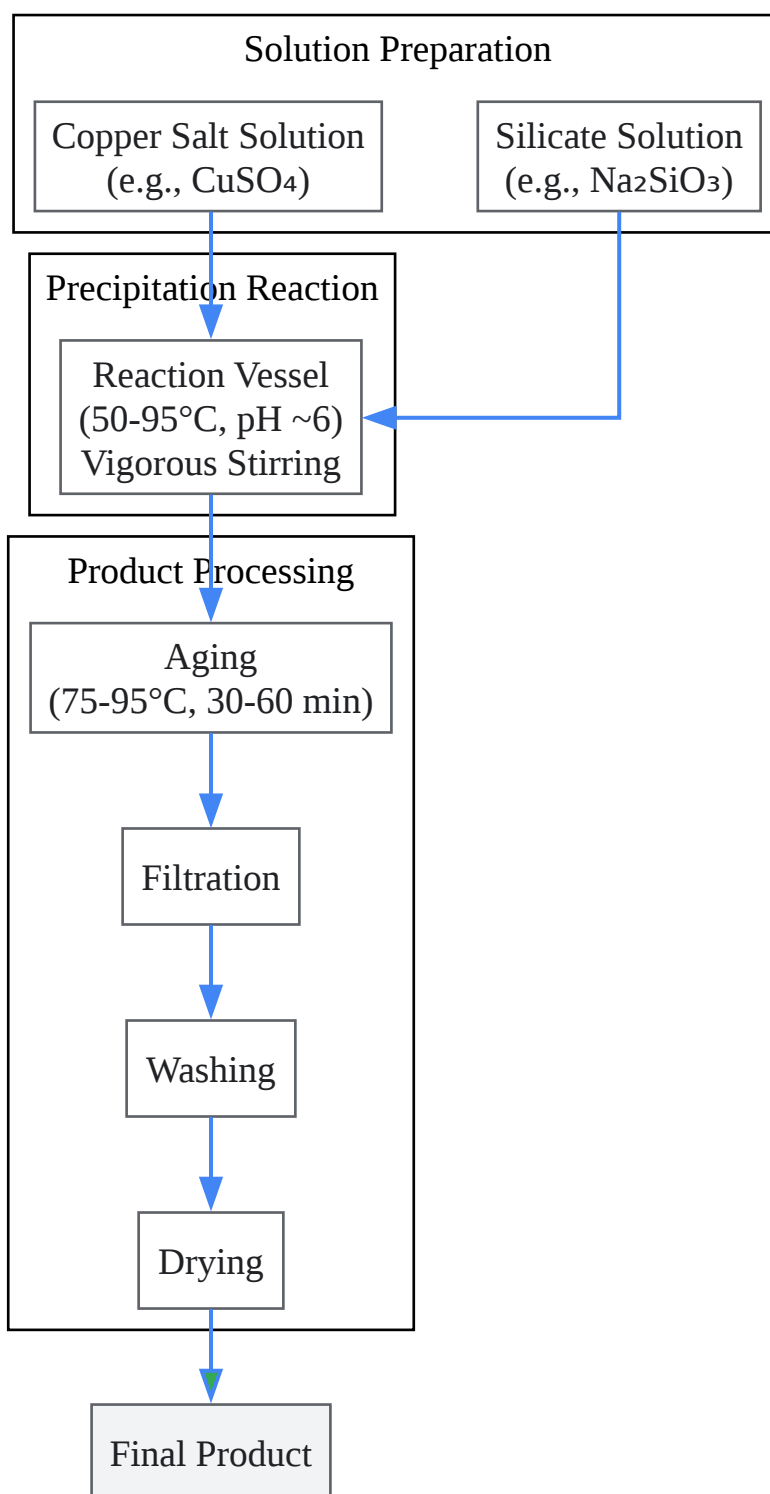 Solution Preparation
Copper Salt Solution
(e.g., CuSO₄)
Silicate Solution
(e.g., Na₂SiO₃)
Precipitation Reaction
Reaction Vessel
(50-95°C, pH ~6)
Vigorous Stirring
Product Processing
Aging
(75-95°C, 30-60 min)
Filtration
Washing
Drying
Final Product